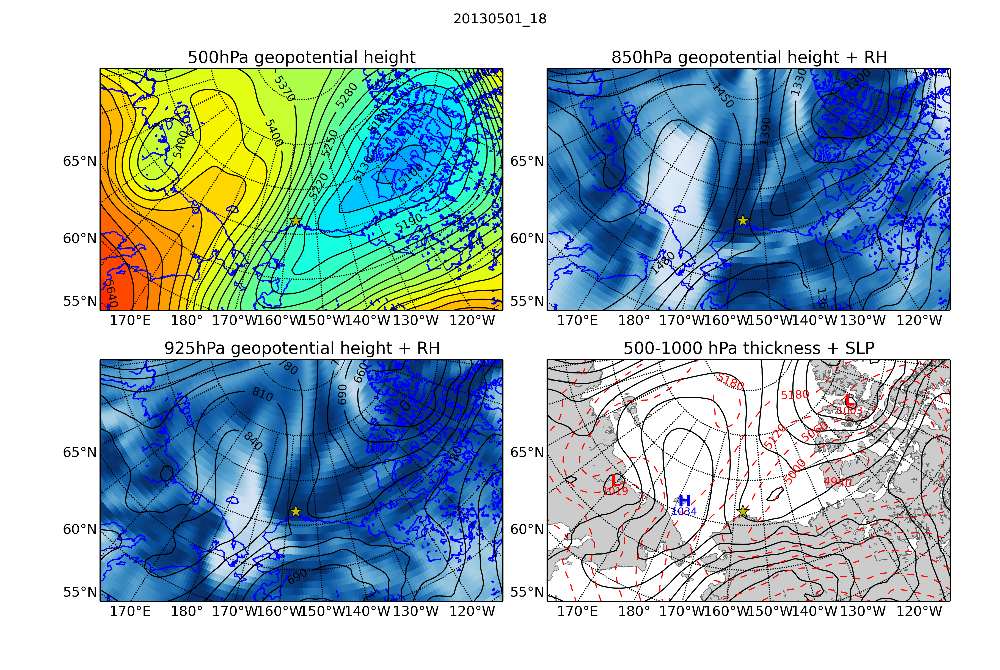 20130501_18
500hPa geopotential height
850hPa geopotential height + RH
5370
5280
5400
5160
5250
5400
5130
5100
5220
5190
5640
65°N
60°N
55°N
170°E 180° 170°W 160°W 150°W 140°W 130°W 120°W
1330
1300
1450
1390
1480
136
65°N
60°N
55°N
170°E 180° 170°W 160°W 150°W 140°W 130°W 120°W
925hPa geopotential height + RH
500-1000 hPa thickness + SLP
780
660
810
690
840
780
690
65°N
60°N
55°N
170°E 180° 170°W 160°W 150°W 140°W 130°W 120°W
5180
5180
L
1003
5120
5060
5000
4940
L
1019
H
1034
65°N
60°N
55°N
170°E 180° 170°W 160°W 150°W 140°W 130°W 120°W